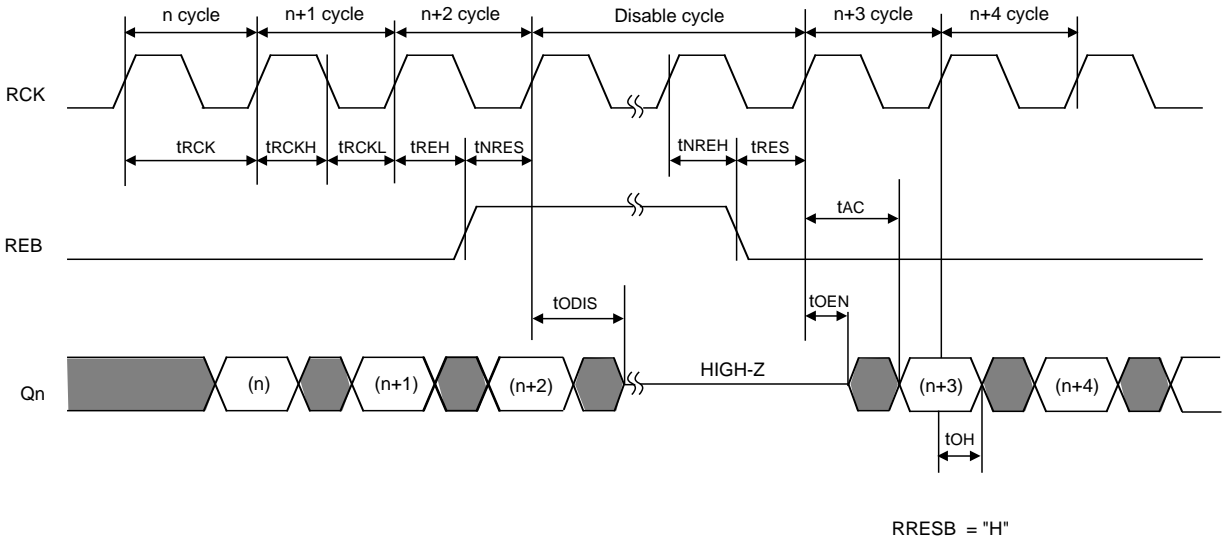 n cycle
n+1 cycle
n+2 cycle
Disable cycle
n+3 cycle
n+4 cycle
RCK
tRCK
tRCKH
tRCKL
tREH
tNRES
tNREH
tRES
tAC
REB
tODIS
tOEN
HIGH-Z
Qn
(n)
(n+1)
(n+2)
(n+3)
(n+4)
tOH
RRESB = "H"